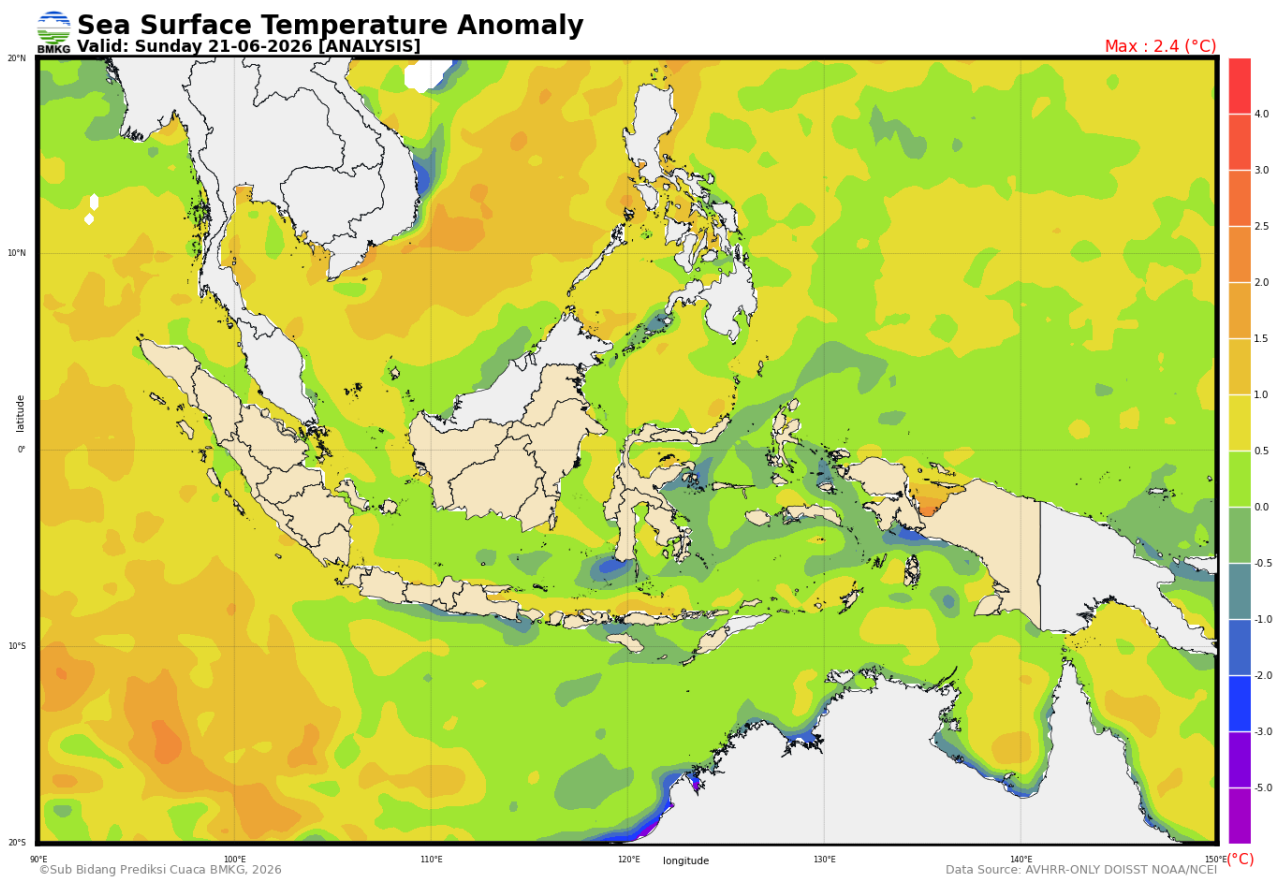 Sea Surface Temperature Anomaly
BMKG
Valid: Sunday 21-06-2026 [ANALYSIS]
Max : 2.4 (°C)
20°N
10°N
0°
10°S
20°S
latitude
90°E
100°E
110°E
120°E
130°E
140°E
150°E
longitude
4.0
3.0
2.5
2.0
1.5
1.0
0.5
0.0
-0.5
-1.0
-2.0
-3.0
-5.0
(°C)
©Sub Bidang Prediksi Cuaca BMKG, 2026
Data Source: AVHRR-ONLY DOISST NOAA/NCEI